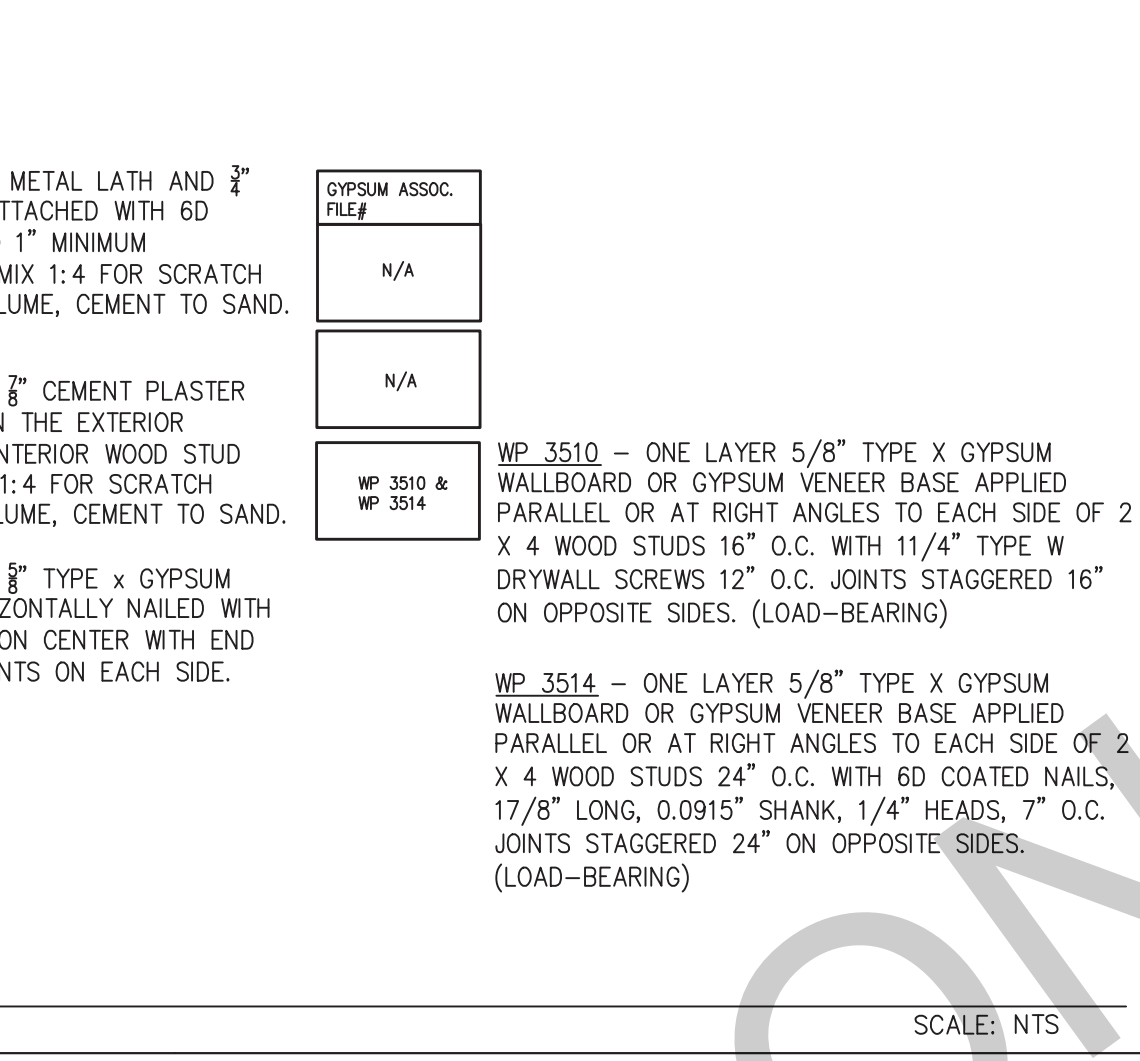 METAL LATH AND 3/4"
TTACHED WITH 6D
1" MINIMUM
MIX 1:4 FOR SCRATCH
LUME, CEMENT TO SAND.
7/8" CEMENT PLASTER
N THE EXTERIOR
NTERIOR WOOD STUD
1:4 FOR SCRATCH
LUME, CEMENT TO SAND.
5/8" TYPE x GYPSUM
ZONTALLY NAILED WITH
ON CENTER WITH END
NTS ON EACH SIDE.
GYPSUM ASSOC.
FILE#
N/A
N/A
WP 3510 &
WP 3514
WP 3510 – ONE LAYER 5/8" TYPE X GYPSUM
WALLBOARD OR GYPSUM VENEER BASE APPLIED
PARALLEL OR AT RIGHT ANGLES TO EACH SIDE OF 2
X 4 WOOD STUDS 16" O.C. WITH 11/4" TYPE W
DRYWALL SCREWS 12" O.C. JOINTS STAGGERED 16"
ON OPPOSITE SIDES. (LOAD–BEARING)
WP 3514 – ONE LAYER 5/8" TYPE X GYPSUM
WALLBOARD OR GYPSUM VENEER BASE APPLIED
PARALLEL OR AT RIGHT ANGLES TO EACH SIDE OF 2
X 4 WOOD STUDS 24" O.C. WITH 6D COATED NAILS,
17/8" LONG, 0.0915" SHANK, 1/4" HEADS, 7" O.C.
JOINTS STAGGERED 24" ON OPPOSITE SIDES.
(LOAD–BEARING)
SCALE: NTS
ON